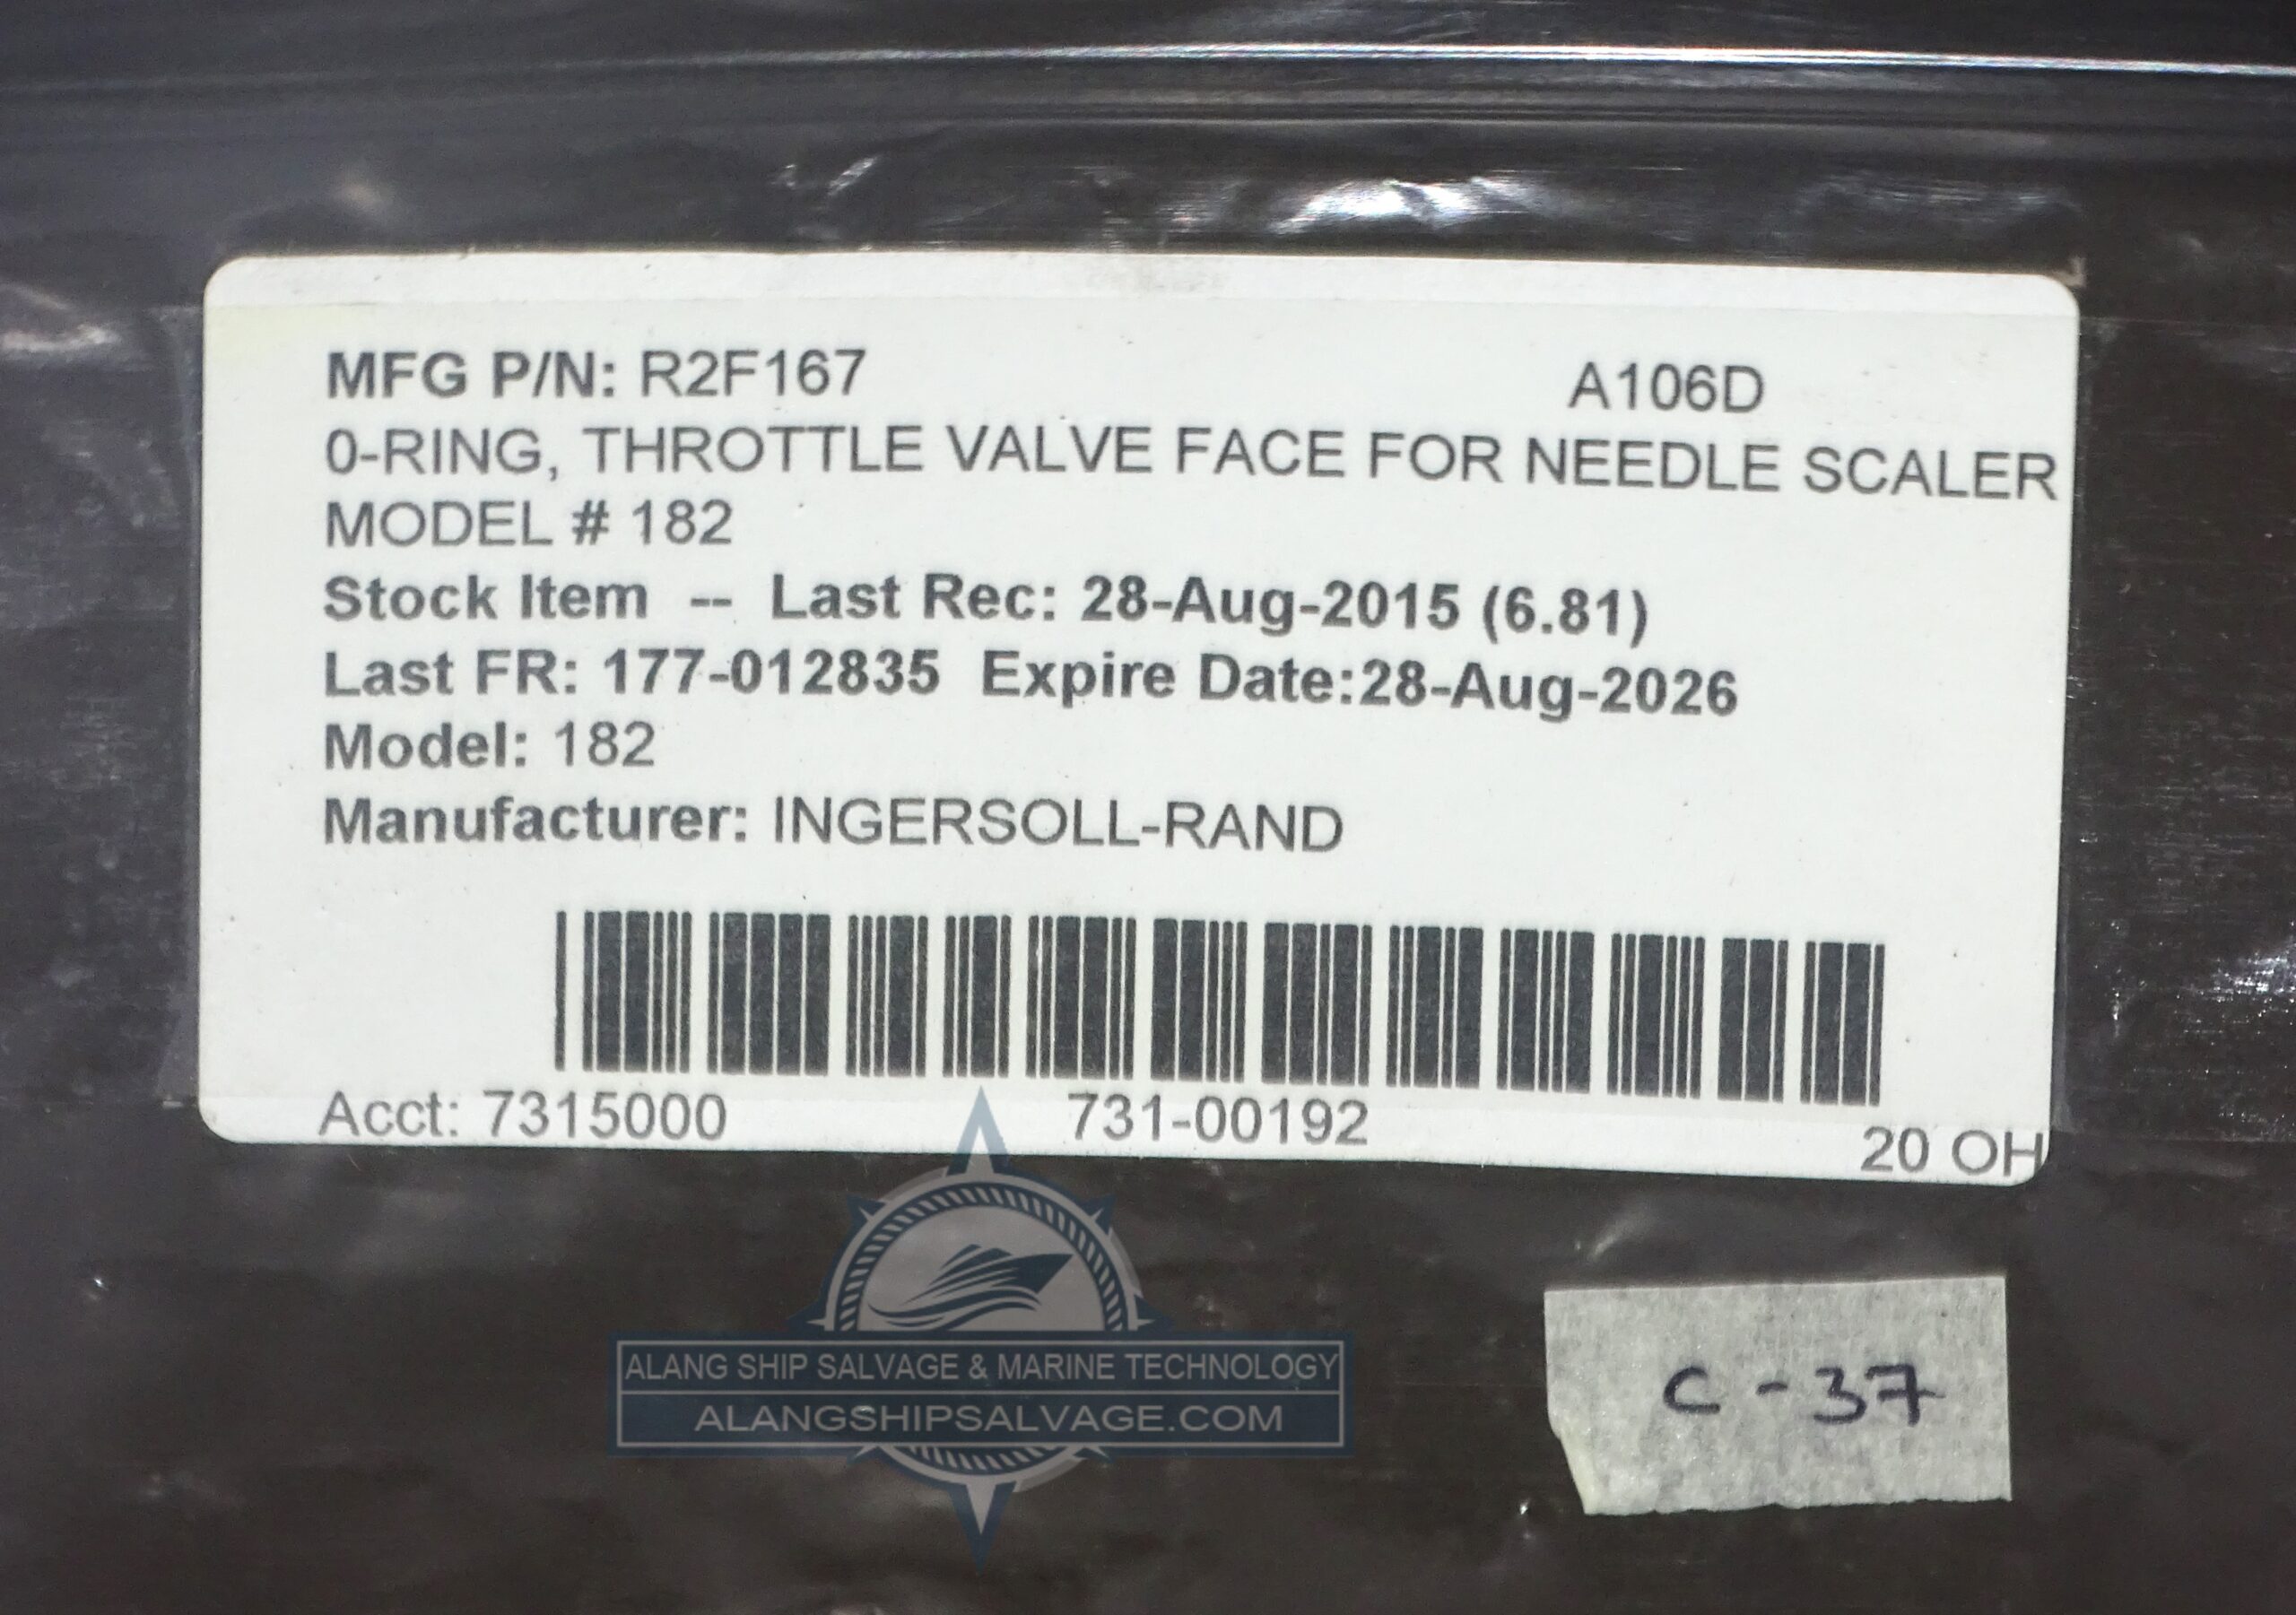 MFG P/N: R2F167 A106D
0-RING, THROTTLE VALVE FACE FOR NEEDLE SCALER
MODEL # 182
Stock Item -- Last Rec: 28-Aug-2015 (6.81)
Last FR: 177-012835 Expire Date:28-Aug-2026
Model: 182
Manufacturer: INGERSOLL-RAND
Acct: 7315000 731-00192 20 OH
ALANG SHIP SALVAGE & MARINE TECHNOLOGY
ALANGSHIPSALVAGE.COM
C-37